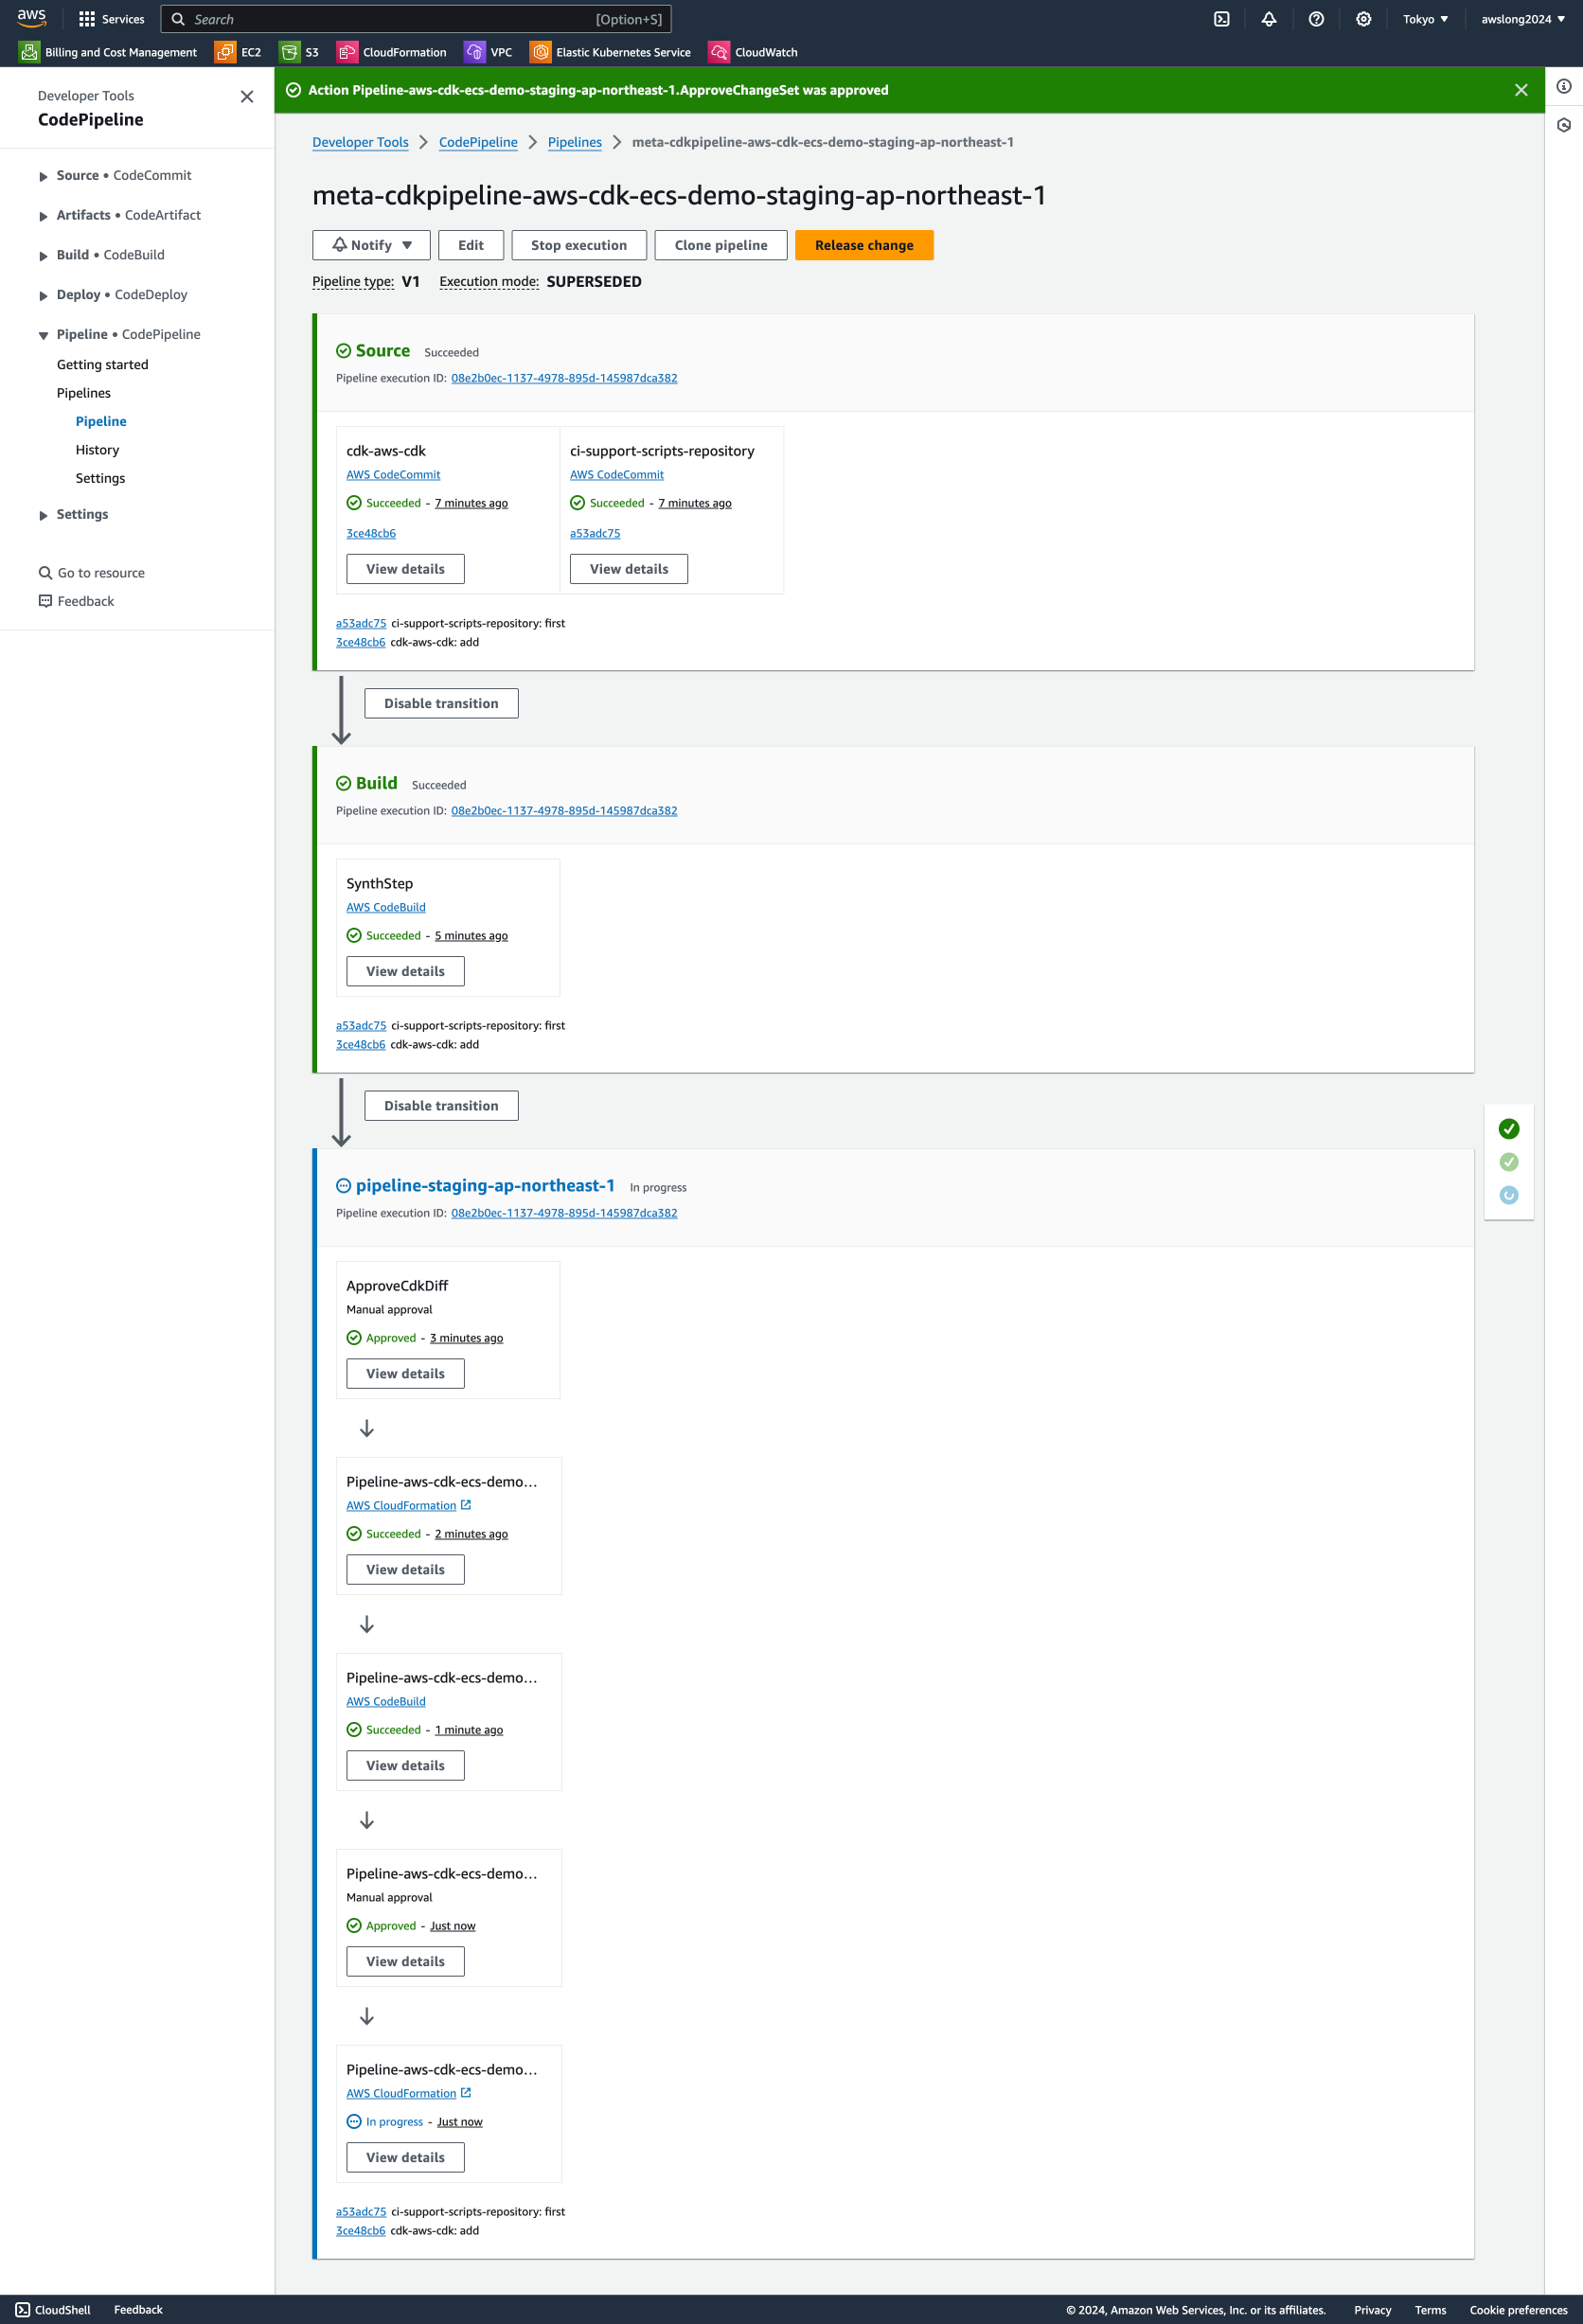 aws
Services
Search [Option+S]
Tokyo ▼
awslong2024 ▼
Billing and Cost Management
EC2
S3
CloudFormation
VPC
Elastic Kubernetes Service
CloudWatch
Developer Tools
CodePipeline
Source • CodeCommit
Artifacts • CodeArtifact
Build • CodeBuild
Deploy • CodeDeploy
Pipeline • CodePipeline
Getting started
Pipelines
Pipeline
History
Settings
Settings
Go to resource
Feedback
Action Pipeline-aws-cdk-ecs-demo-staging-ap-northeast-1.ApproveChangeSet was approved
Developer Tools > CodePipeline > Pipelines > meta-cdkpipeline-aws-cdk-ecs-demo-staging-ap-northeast-1
meta-cdkpipeline-aws-cdk-ecs-demo-staging-ap-northeast-1
Notify ▼
Edit
Stop execution
Clone pipeline
Release change
Pipeline type: V1 Execution mode: SUPERSEDED
Source Succeeded
Pipeline execution ID: 08e2b0ec-1137-4978-895d-145987dca382
cdk-aws-cdk
AWS CodeCommit
Succeeded - 7 minutes ago
3ce48cb6
View details
ci-support-scripts-repository
AWS CodeCommit
Succeeded - 7 minutes ago
a53adc75
View details
a53adc75 ci-support-scripts-repository: first
3ce48cb6 cdk-aws-cdk: add
Disable transition
Build Succeeded
Pipeline execution ID: 08e2b0ec-1137-4978-895d-145987dca382
SynthStep
AWS CodeBuild
Succeeded - 5 minutes ago
View details
a53adc75 ci-support-scripts-repository: first
3ce48cb6 cdk-aws-cdk: add
Disable transition
pipeline-staging-ap-northeast-1 In progress
Pipeline execution ID: 08e2b0ec-1137-4978-895d-145987dca382
ApproveCdkDiff
Manual approval
Approved - 3 minutes ago
View details
Pipeline-aws-cdk-ecs-demo…
AWS CloudFormation
Succeeded - 2 minutes ago
View details
Pipeline-aws-cdk-ecs-demo…
AWS CodeBuild
Succeeded - 1 minute ago
View details
Pipeline-aws-cdk-ecs-demo…
Manual approval
Approved - Just now
View details
Pipeline-aws-cdk-ecs-demo…
AWS CloudFormation
In progress - Just now
View details
a53adc75 ci-support-scripts-repository: first
3ce48cb6 cdk-aws-cdk: add
CloudShell
Feedback
© 2024, Amazon Web Services, Inc. or its affiliates.
Privacy
Terms
Cookie preferences